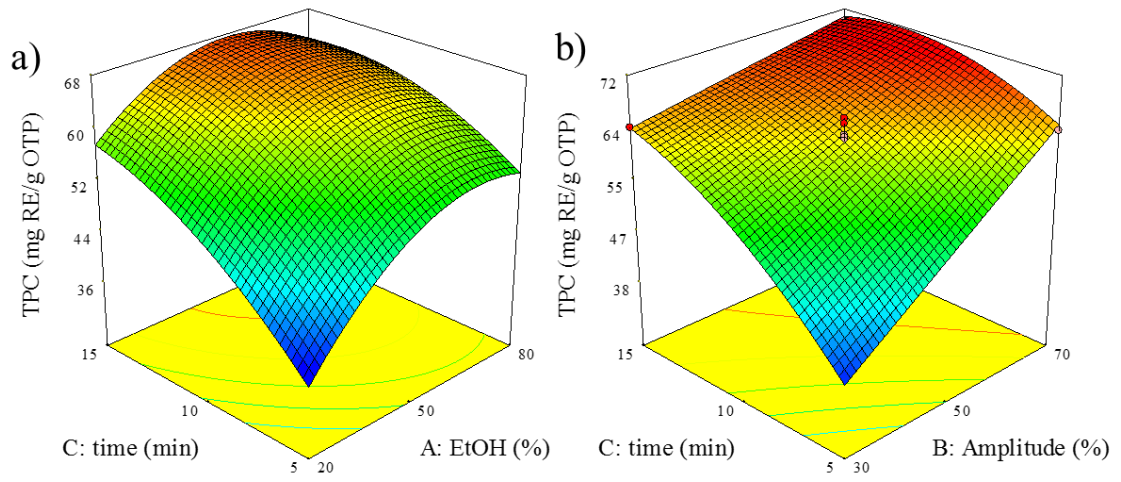 a)
68
60
52
44
36
TPC (mg RE/g OTP)
15
10
5
C: time (min)
20
50
80
A: EtOH (%)
b)
72
64
55
47
38
TPC (mg RE/g OTP)
15
10
5
C: time (min)
30
50
70
B: Amplitude (%)